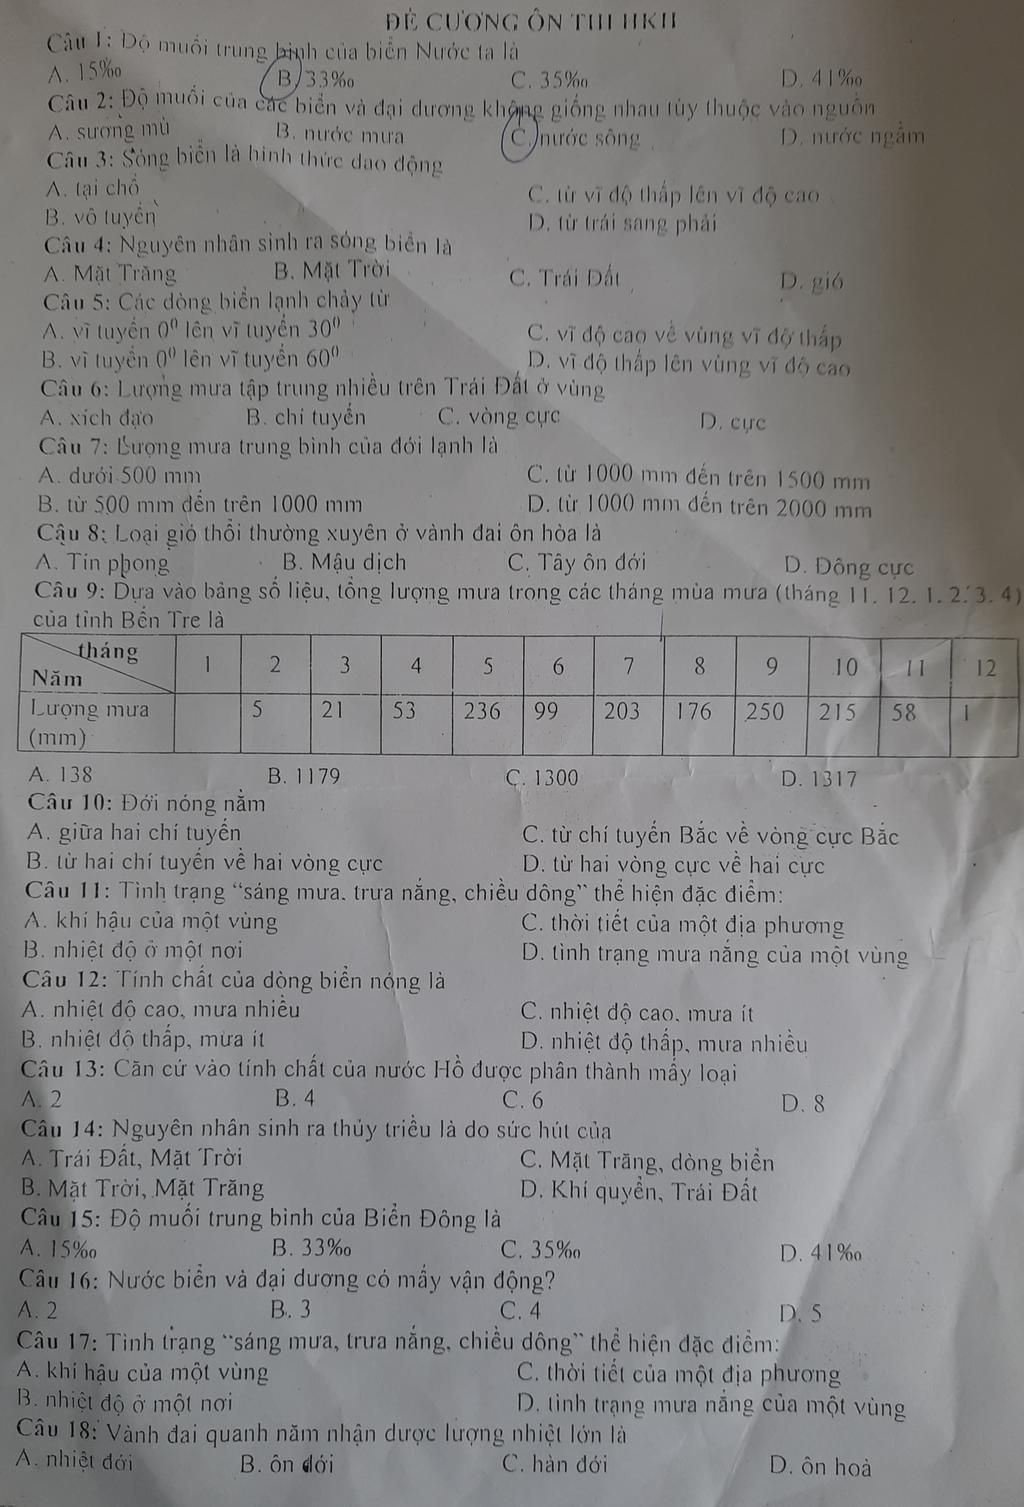 ĐỀ CƯƠNG ÔN THI HKII
Câu 1: Độ muối trung bình của biển Nước ta là
A. 15‰ B. 33‰ C. 35‰ D. 41‰
Câu 2: Độ muối của các biển và đại dương không giống nhau tùy thuộc vào nguồn
A. sương mù B. nước mưa C. nước sông D. nước ngầm
Câu 3: Sóng biển là hình thức dao động
A. tại chỗ C. từ vĩ độ thấp lên vĩ độ cao
B. vô tuyến D. từ trái sang phải
Câu 4: Nguyên nhân sinh ra sóng biển là
A. Mặt Trăng B. Mặt Trời C. Trái Đất D. gió
Câu 5: Các dòng biển lạnh chảy từ
A. vĩ tuyến 0⁰ lên vĩ tuyến 30⁰ C. vĩ độ cao về vùng vĩ độ thấp
B. vĩ tuyến 0⁰ lên vĩ tuyến 60⁰ D. vĩ độ thấp lên vùng vĩ độ cao
Câu 6: Lượng mưa tập trung nhiều trên Trái Đất ở vùng
A. xích đạo B. chí tuyến C. vòng cực D. cực
Câu 7: Lượng mưa trung bình của đới lạnh là
A. dưới 500 mm C. từ 1000 mm đến trên 1500 mm
B. từ 500 mm đến trên 1000 mm D. từ 1000 mm đến trên 2000 mm
Câu 8: Loại gió thổi thường xuyên ở vành đai ôn hòa là
A. Tín phong B. Mậu dịch C. Tây ôn đới D. Đông cực
Câu 9: Dựa vào bảng số liệu, tổng lượng mưa trong các tháng mùa mưa (tháng 11. 12. 1. 2. 3. 4)
của tỉnh Bến Tre là
tháng 1 2 3 4 5 6 7 8 9 10 11 12
Năm
Lượng mưa 5 21 53 236 99 203 176 250 215 58 1
(mm)
A. 138 B. 1179 C. 1300 D. 1317
Câu 10: Đới nóng nằm
A. giữa hai chí tuyến C. từ chí tuyến Bắc về vòng cực Bắc
B. từ hai chí tuyến về hai vòng cực D. từ hai vòng cực về hai cực
Câu 11: Tình trạng “sáng mưa. trưa nắng, chiều dông” thể hiện đặc điểm:
A. khí hậu của một vùng C. thời tiết của một địa phương
B. nhiệt độ ở một nơi D. tình trạng mưa nắng của một vùng
Câu 12: Tính chất của dòng biển nóng là
A. nhiệt độ cao, mưa nhiều C. nhiệt độ cao. mưa ít
B. nhiệt độ thấp, mưa ít D. nhiệt độ thấp, mưa nhiều
Câu 13: Căn cứ vào tính chất của nước Hồ được phân thành mấy loại
A. 2 B. 4 C. 6 D. 8
Câu 14: Nguyên nhân sinh ra thủy triều là do sức hút của
A. Trái Đất, Mặt Trời C. Mặt Trăng, dòng biển
B. Mặt Trời, Mặt Trăng D. Khí quyển, Trái Đất
Câu 15: Độ muối trung bình của Biển Đông là
A. 15‰ B. 33‰ C. 35‰ D. 41‰
Câu 16: Nước biển và đại dương có mấy vận động?
A. 2 B. 3 C. 4 D. 5
Câu 17: Tình trạng “sáng mưa, trưa nắng, chiều dông” thể hiện đặc điểm:
A. khí hậu của một vùng C. thời tiết của một địa phương
B. nhiệt độ ở một nơi D. tình trạng mưa nắng của một vùng
Câu 18: Vành đai quanh năm nhận được lượng nhiệt lớn là
A. nhiệt đới B. ôn đới C. hàn đới D. ôn hoà